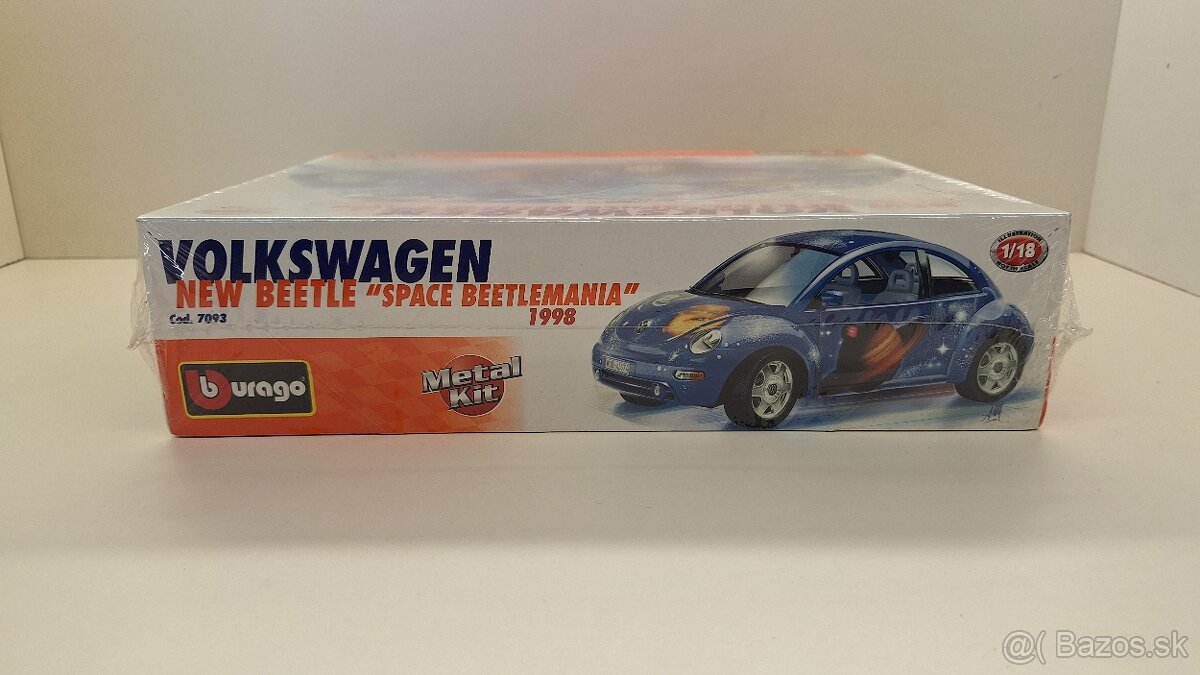 VOLKSWAGEN
NEW BEETLE "SPACE BEETLEMANIA"
Cod. 7093
1998
1/18
burago
Metal
Kit
@( Bazos.sk